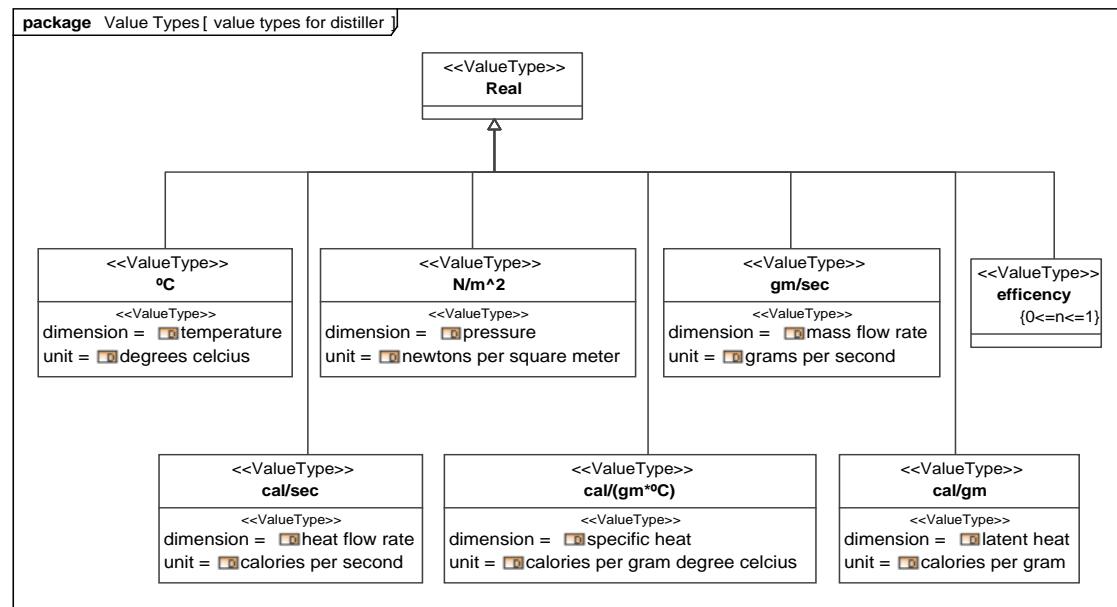 package Value Types [ value types for distiller ]
<<ValueType>>
Real
<<ValueType>>
ºC
<<ValueType>>
dimension = temperature
unit = degrees celcius
<<ValueType>>
N/m^2
<<ValueType>>
dimension = pressure
unit = newtons per square meter
<<ValueType>>
gm/sec
<<ValueType>>
dimension = mass flow rate
unit = grams per second
<<ValueType>>
efficency
{0<=n<=1}
<<ValueType>>
cal/sec
<<ValueType>>
dimension = heat flow rate
unit = calories per second
<<ValueType>>
cal/(gm*ºC)
<<ValueType>>
dimension = specific heat
unit = calories per gram degree celcius
<<ValueType>>
cal/gm
<<ValueType>>
dimension = latent heat
unit = calories per gram